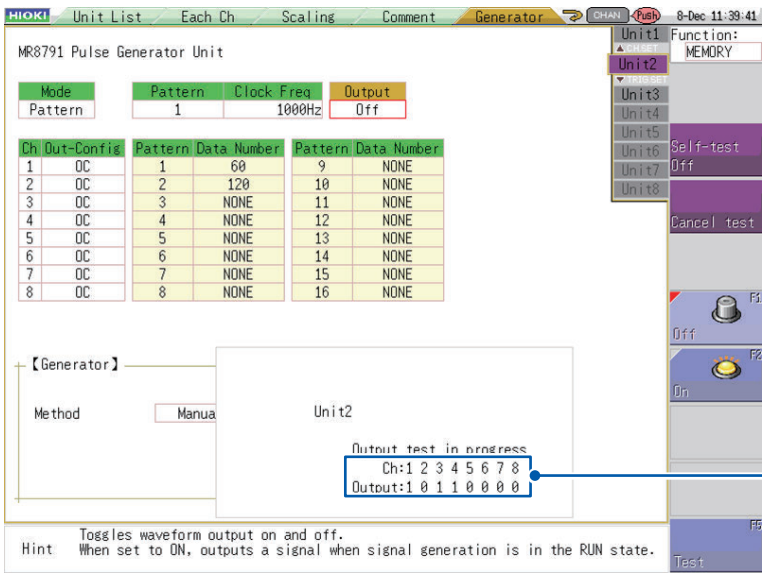 HIOKI Unit List Each Ch Scaling Comment Generator CHAN Push 8-Dec 11:39:41
MR8791 Pulse Generator Unit
Mode Pattern Clock Freq Output
Pattern 1 1000Hz Off
Ch Out-Config Pattern Data Number Pattern Data Number
1 OC 1 60 9 NONE
2 OC 2 120 10 NONE
3 OC 3 NONE 11 NONE
4 OC 4 NONE 12 NONE
5 OC 5 NONE 13 NONE
6 OC 6 NONE 14 NONE
7 OC 7 NONE 15 NONE
8 OC 8 NONE 16 NONE
【Generator】
Method Manua
Unit2
Output test in progress
Ch:1 2 3 4 5 6 7 8
Output:1 0 1 1 0 0 0 0
Hint Toggles waveform output on and off.
When set to ON, outputs a signal when signal generation is in the RUN state.
Unit1
▲CH.SET
Unit2
▼TRIG.SET
Unit3
Unit4
Unit5
Unit6
Unit7
Unit8
Function:
MEMORY
Self-test
Off
Cancel test
F1
Off
F2
On
F5
Test